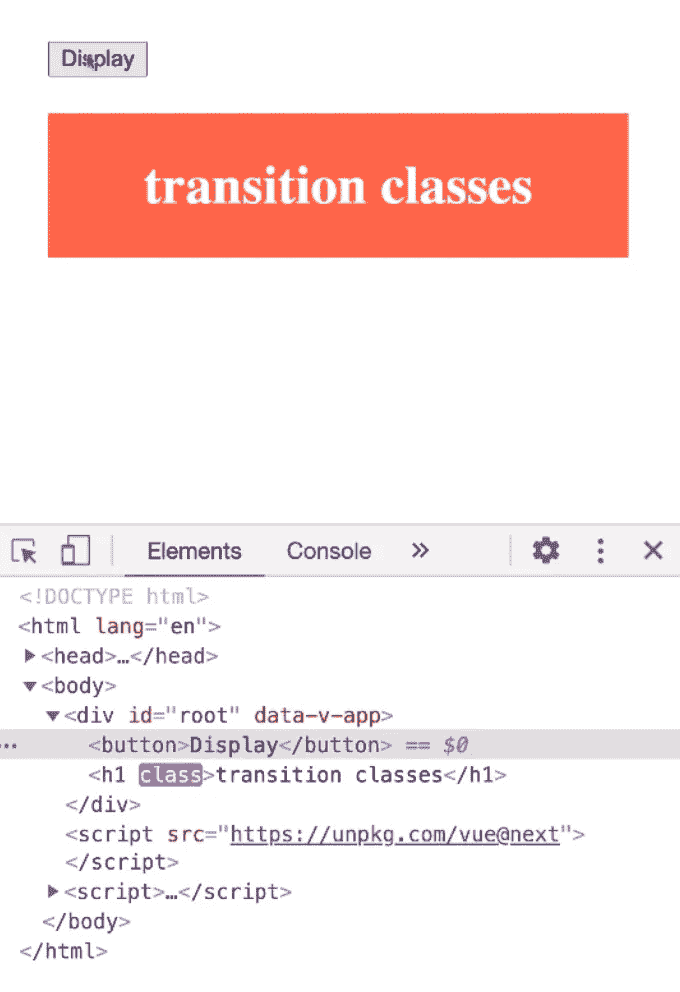 Display
transition classes
Elements Console »
<!DOCTYPE html>
<html lang="en">
▶<head>…</head>
▼<body>
▼<div id="root" data-v-app>
… <button>Display</button> == $0
<h1 class>transition classes</h1>
</div>
<script src="https://unpkg.com/vue@next">
</script>
▶<script>…</script>
</body>
</html>